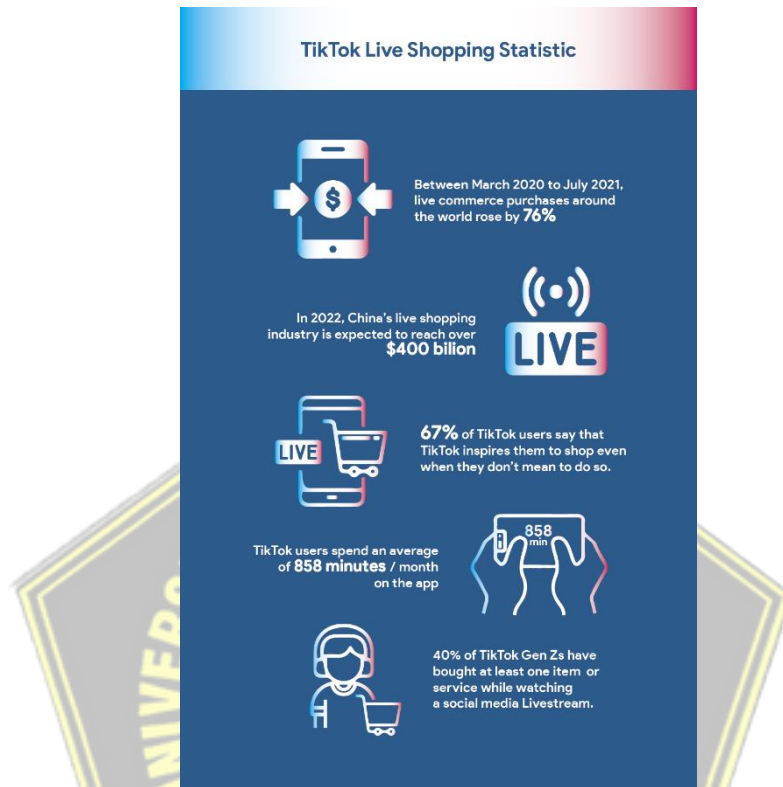 TikTok Live Shopping Statistic
$
Between March 2020 to July 2021,
live commerce purchases around
the world rose by 76%
In 2022, China's live shopping
industry is expected to reach over
$400 bilion
LIVE
LIVE
67% of TikTok users say that
TikTok inspires them to shop even
when they don't mean to do so.
858
min
TikTok users spend an average
of 858 minutes / month
on the app
40% of TikTok Gen Zs have
bought at least one item or
service while watching
a social media Livestream.